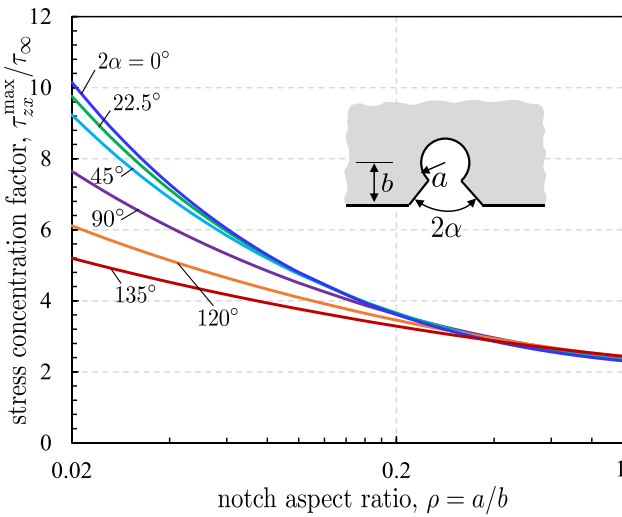 12
10
8
6
4
2
0
stress concentration factor, τ_zx^max/τ_∞
2α = 0°
22.5°
45°
90°
135°
120°
a
b
2α
0.02
0.2
1
notch aspect ratio, ρ = a/b